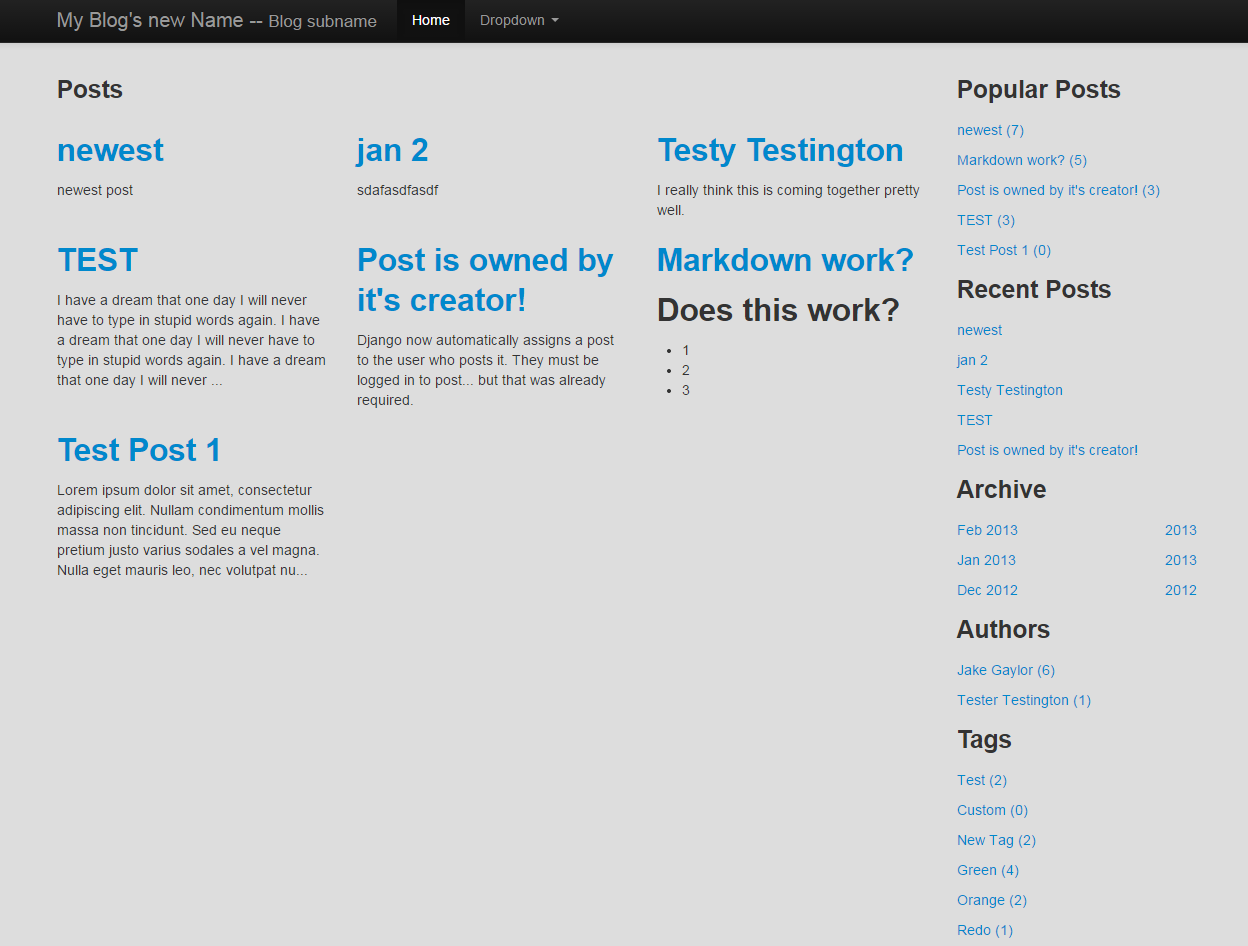 My Blog's new Name -- Blog subname
Home
Dropdown
Posts
newest
newest post
jan 2
sdafasdfasdf
Testy Testington
I really think this is coming together pretty
well.
TEST
I have a dream that one day I will never
have to type in stupid words again. I have
a dream that one day I will never have to
type in stupid words again. I have a dream
that one day I will never ...
Post is owned by
it's creator!
Django now automatically assigns a post
to the user who posts it. They must be
logged in to post... but that was already
required.
Markdown work?
Does this work?
• 1
• 2
• 3
Test Post 1
Lorem ipsum dolor sit amet, consectetur
adipiscing elit. Nullam condimentum mollis
massa non tincidunt. Sed eu neque
pretium justo varius sodales a vel magna.
Nulla eget mauris leo, nec volutpat nu...
Popular Posts
newest (7)
Markdown work? (5)
Post is owned by it's creator! (3)
TEST (3)
Test Post 1 (0)
Recent Posts
newest
jan 2
Testy Testington
TEST
Post is owned by it's creator!
Archive
Feb 2013 2013
Jan 2013 2013
Dec 2012 2012
Authors
Jake Gaylor (6)
Tester Testington (1)
Tags
Test (2)
Custom (0)
New Tag (2)
Green (4)
Orange (2)
Redo (1)